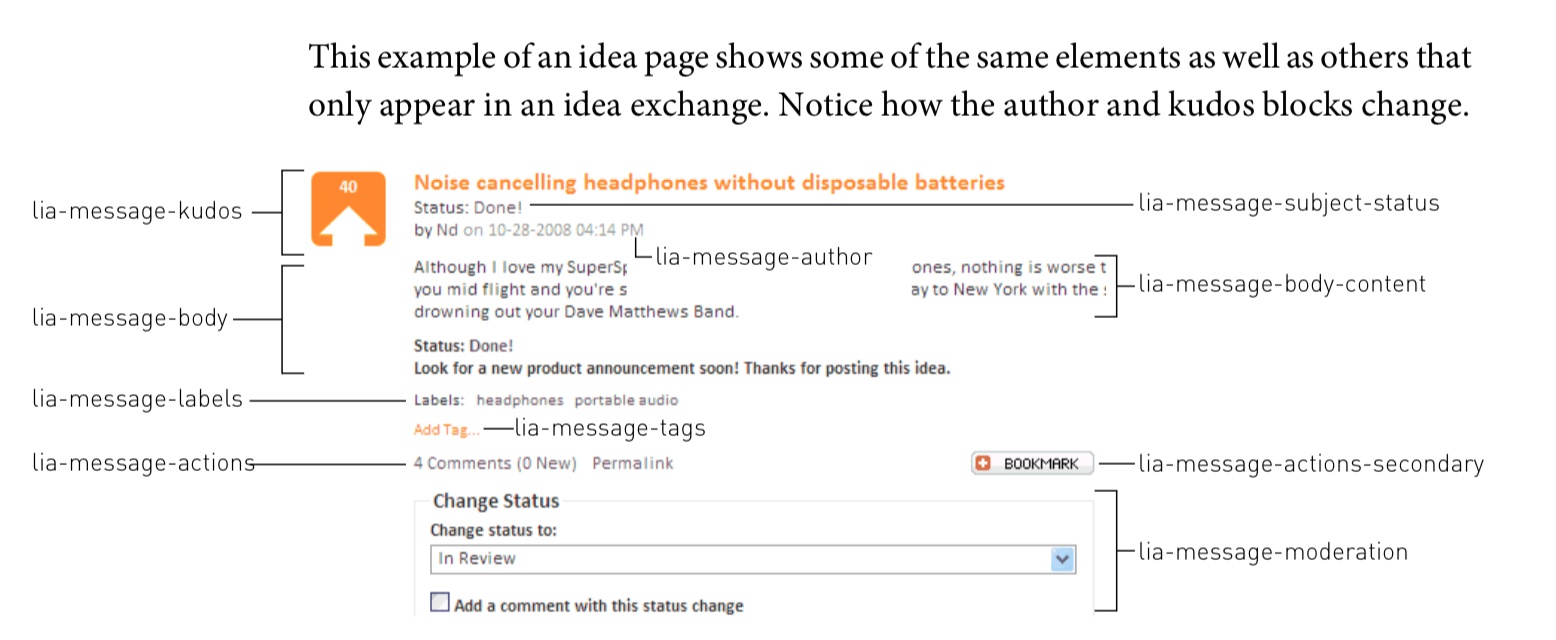 This example of an idea page shows some of the same elements as well as others that
only appear in an idea exchange. Notice how the author and kudos blocks change.
40
Noise cancelling headphones without disposable batteries
lia-message-kudos
Status: Done!
lia-message-subject-status
by Nd on 10-28-2008 04:14 PM
lia-message-author
Although I love my ones, nothing is worse
lia-message-body-content
you mid flight and you're to New York with the
lia-message-body
drowning out your Dave Matthews Band.
Status: Done!
Look for a new product announcement soon! Thanks for posting this idea.
lia-message-labels
Labels: headphones portable audio
Add Tag... lia-message-tags
lia-message-actions
4 Comments (0 New) Permalink
BOOKMARK
lia-message-actions-secondary
Change Status
Change status to:
In Review
lia-message-moderation
Add a comment with this status change